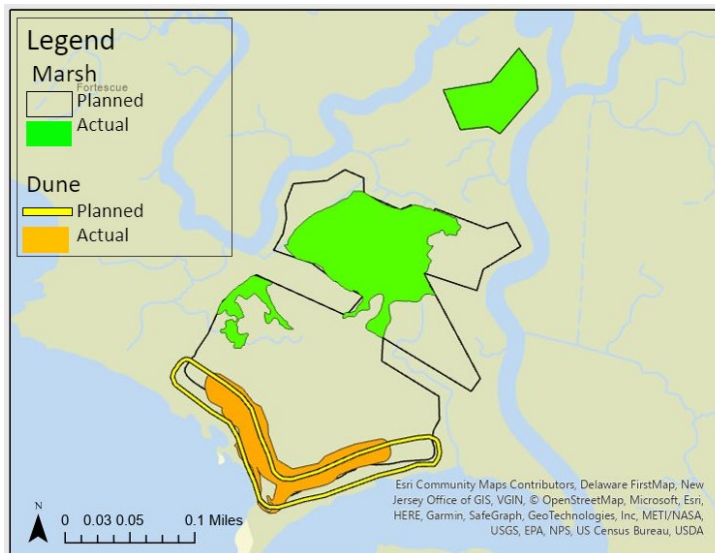 Legend
Marsh
Fortescue
Planned
Actual
Dune
Planned
Actual
N
0 0.03 0.05 0.1 Miles
Esri Community Maps Contributors, Delaware FirstMap, New
Jersey Office of GIS, VGIN, © OpenStreetMap, Microsoft, Esri,
HERE, Garmin, SafeGraph, GeoTechnologies, Inc, METI/NASA,
USGS, EPA, NPS, US Census Bureau, USDA